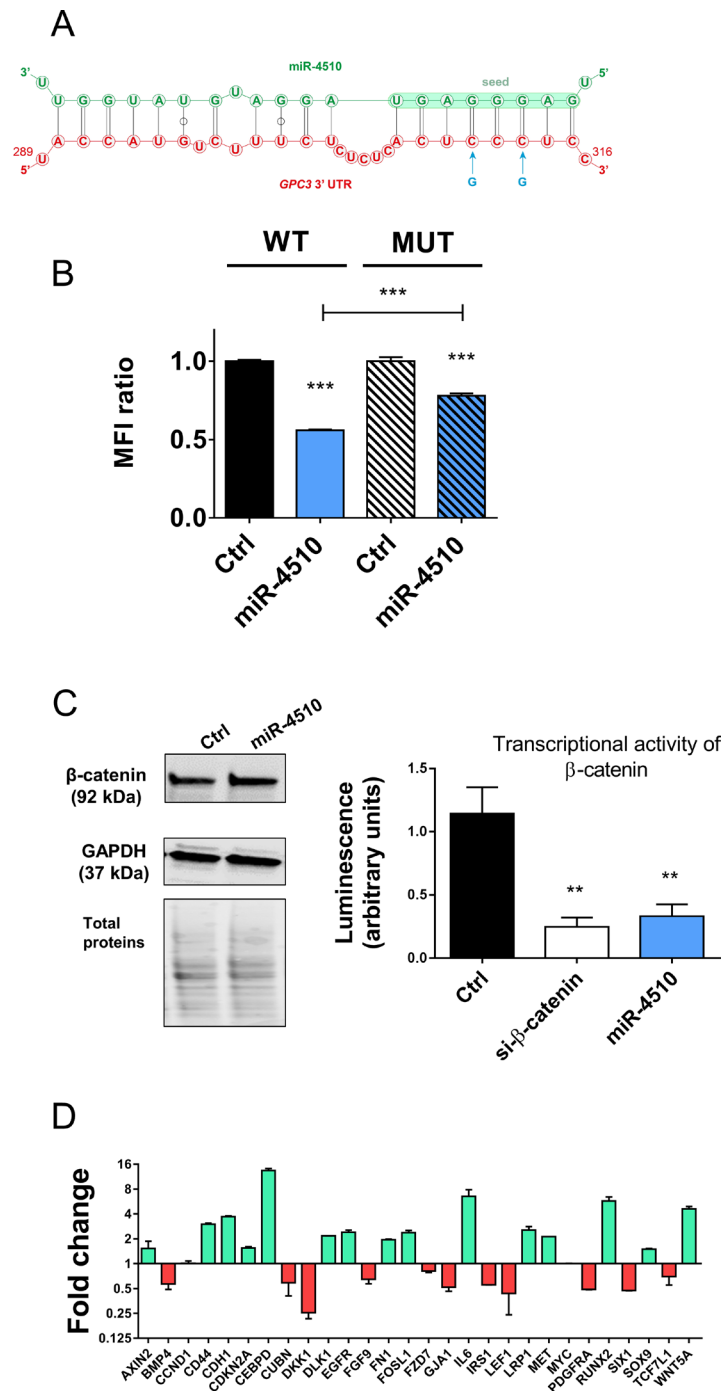 A
3’
miR-4510
5’
seed
U U G G U A U G U A G G A U G A G G G A G U
289
U A C C A U G U C U U U C U C U C U C A C U C C C U C C
316
5’
GPC3 3’ UTR
3’
G G
B
WT MUT
***
*** ***
MFI ratio
1.0
0.5
0.0
Ctrl
miR-4510
Ctrl
miR-4510
C
Ctrl
miR-4510
β-catenin
(92 kDa)
GAPDH
(37 kDa)
Total
proteins
Transcriptional activity of
β-catenin
Luminescence
(arbitrary units)
1.5
1.0
0.5
0.0
** **
Ctrl
si-β-catenin
miR-4510
D
Fold change
16
8
4
2
1
0.5
0.25
0.125
AXIN2
BMP4
CCND1
CD44
CDH1
CDKN2A
CEBPD
CUBN
DKK1
DLK1
EGFR
FGF9
FN1
FOSL1
FZD7
GJA1
IL6
IRS1
LEF1
LRP1
MET
MYC
PDGFRA
RUNX2
SIX1
SOX9
TCF7L1
WNT5A